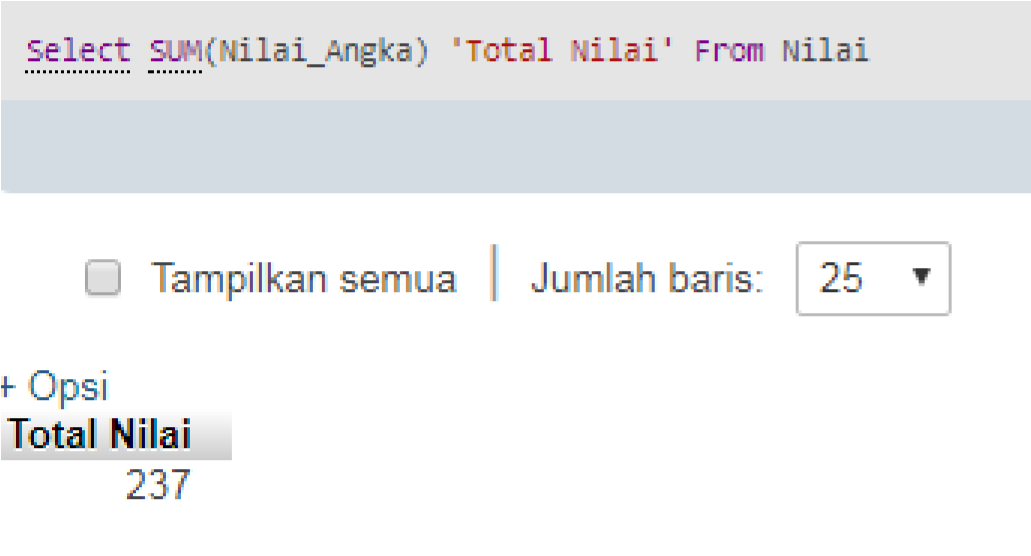 Select SUM(Nilai_Angka) 'Total Nilai' From Nilai
Tampilkan semua | Jumlah baris: 25
+ Opsi
Total Nilai
237